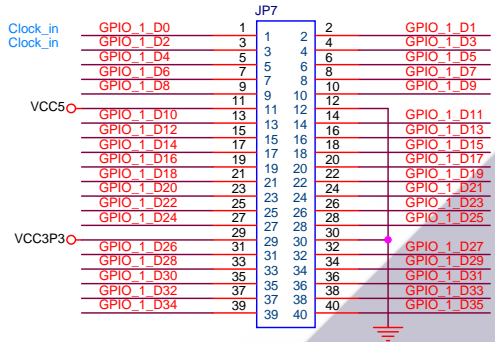 JP7
Clock_in GPIO_1_D0 1 1 2 2 GPIO_1_D1
Clock_in GPIO_1_D2 3 3 4 4 GPIO_1_D3
GPIO_1_D4 5 5 6 6 GPIO_1_D5
GPIO_1_D6 7 7 8 8 GPIO_1_D7
GPIO_1_D8 9 9 10 10 GPIO_1_D9
VCC5 11 11 12 12
GPIO_1_D10 13 13 14 14 GPIO_1_D11
GPIO_1_D12 15 15 16 16 GPIO_1_D13
GPIO_1_D14 17 17 18 18 GPIO_1_D15
GPIO_1_D16 19 19 20 20 GPIO_1_D17
GPIO_1_D18 21 21 22 22 GPIO_1_D19
GPIO_1_D20 23 23 24 24 GPIO_1_D21
GPIO_1_D22 25 25 26 26 GPIO_1_D23
GPIO_1_D24 27 27 28 28 GPIO_1_D25
VCC3P3 29 29 30 30
GPIO_1_D26 31 31 32 32 GPIO_1_D27
GPIO_1_D28 33 33 34 34 GPIO_1_D29
GPIO_1_D30 35 35 36 36 GPIO_1_D31
GPIO_1_D32 37 37 38 38 GPIO_1_D33
GPIO_1_D34 39 39 40 40 GPIO_1_D35